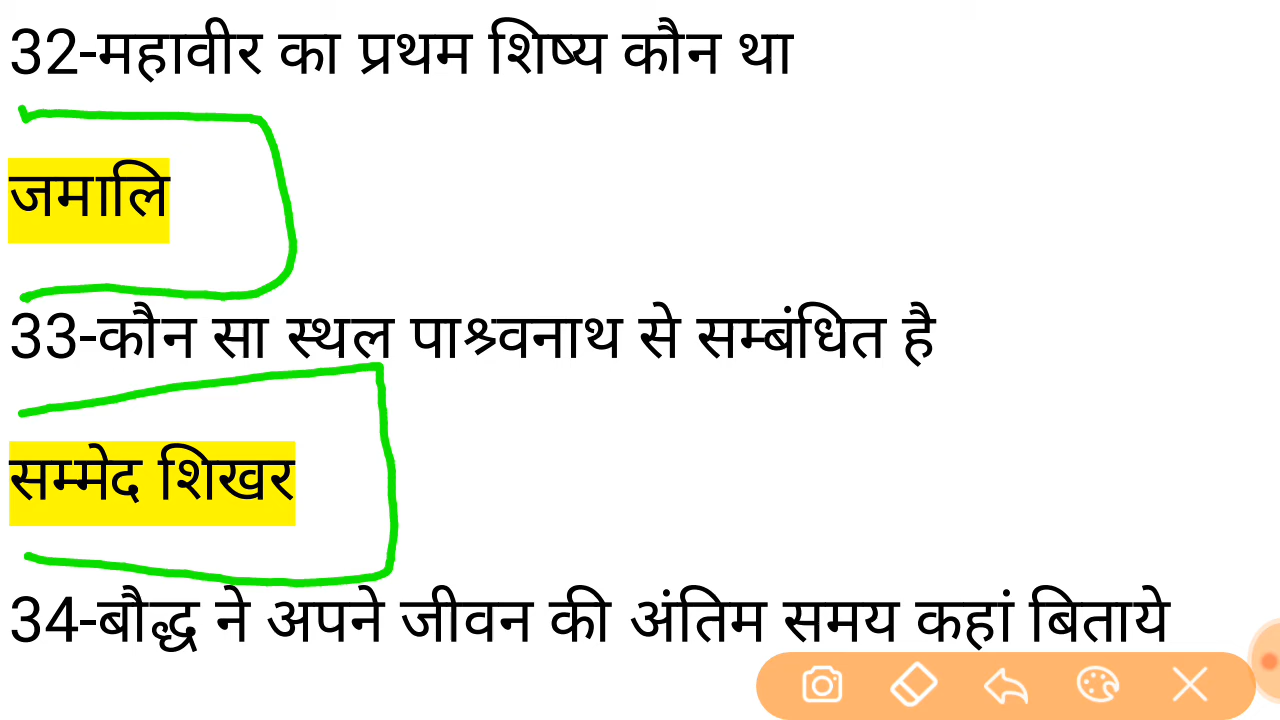 32-महावीर का प्रथम शिष्य कौन था
जमालि
33-कौन सा स्थल पाश्र्वनाथ से सम्बंधित है
सम्मेद शिखर
34-बौद्ध ने अपने जीवन की अंतिम समय कहां बिताये